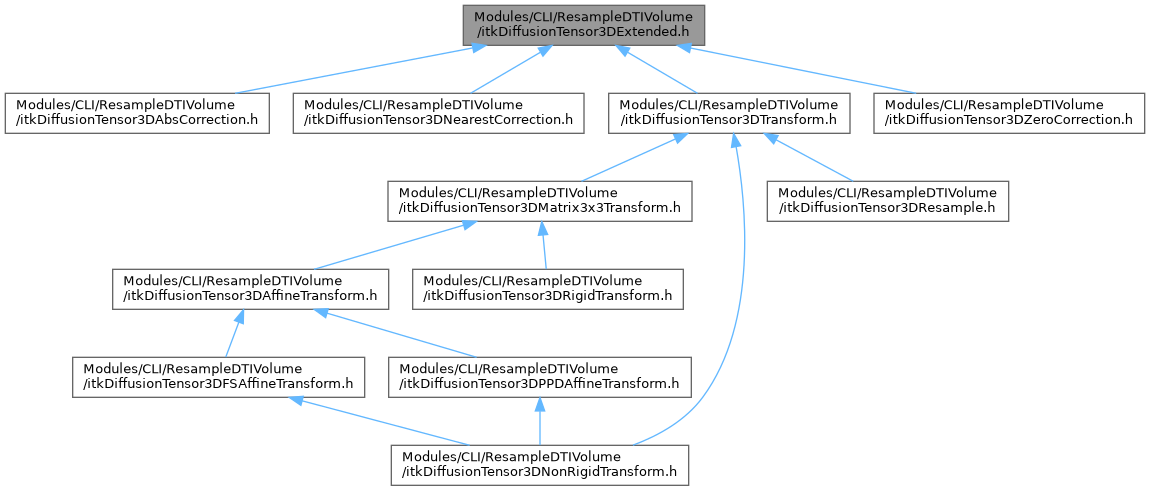 Modules/CLI/ResampleDTIVolume
/itkDiffusionTensor3DExtended.h
Modules/CLI/ResampleDTIVolume
/itkDiffusionTensor3DAbsCorrection.h
Modules/CLI/ResampleDTIVolume
/itkDiffusionTensor3DNearestCorrection.h
Modules/CLI/ResampleDTIVolume
/itkDiffusionTensor3DTransform.h
Modules/CLI/ResampleDTIVolume
/itkDiffusionTensor3DZeroCorrection.h
Modules/CLI/ResampleDTIVolume
/itkDiffusionTensor3DMatrix3x3Transform.h
Modules/CLI/ResampleDTIVolume
/itkDiffusionTensor3DResample.h
Modules/CLI/ResampleDTIVolume
/itkDiffusionTensor3DAffineTransform.h
Modules/CLI/ResampleDTIVolume
/itkDiffusionTensor3DRigidTransform.h
Modules/CLI/ResampleDTIVolume
/itkDiffusionTensor3DFSAffineTransform.h
Modules/CLI/ResampleDTIVolume
/itkDiffusionTensor3DPPDAffineTransform.h
Modules/CLI/ResampleDTIVolume
/itkDiffusionTensor3DNonRigidTransform.h